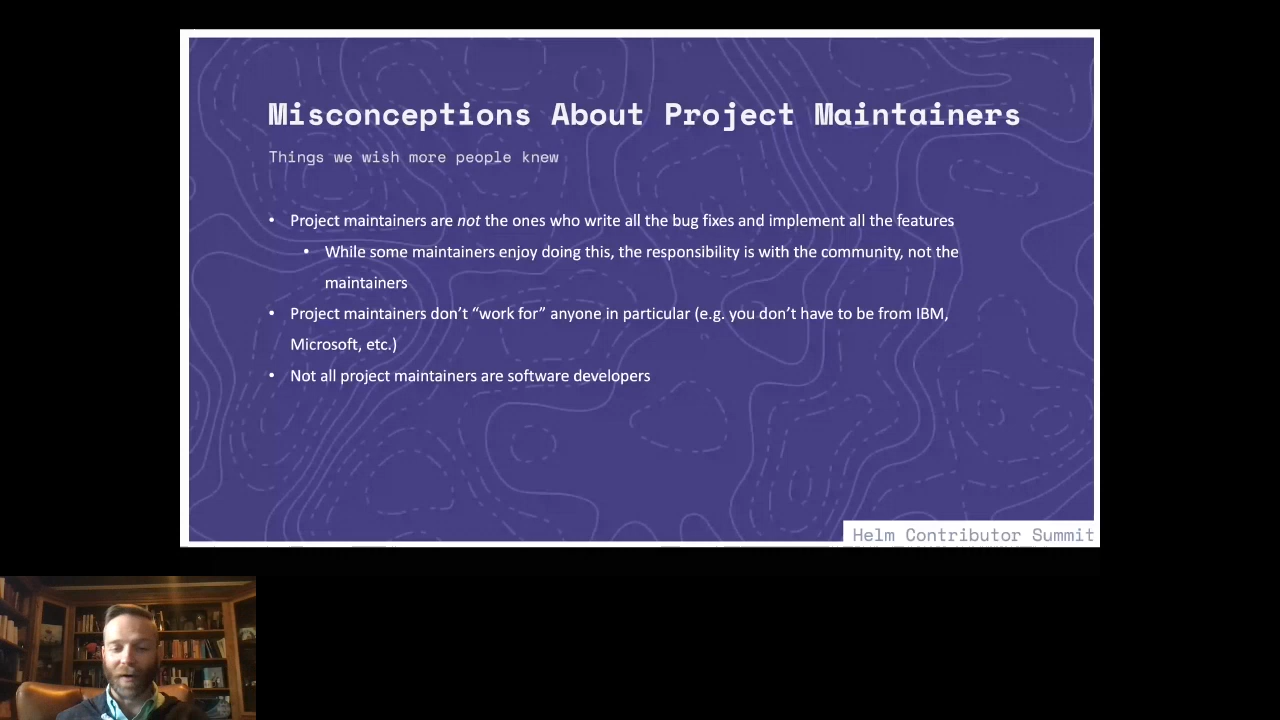 Misconceptions About Project Maintainers
Things we wish more people knew
• Project maintainers are not the ones who write all the bug fixes and implement all the features
• While some maintainers enjoy doing this, the responsibility is with the community, not the
maintainers
• Project maintainers don’t “work for” anyone in particular (e.g. you don’t have to be from IBM,
Microsoft, etc.)
• Not all project maintainers are software developers
Helm Contributor Summit